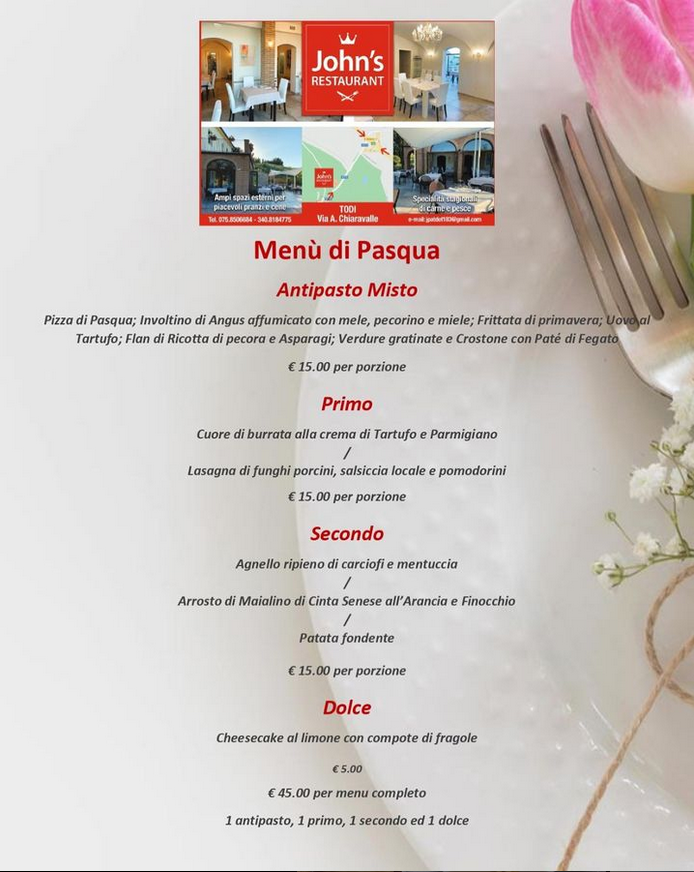 John's
RESTAURANT
Ampi spazi esterni per
piacevoli pranzi e cene
John's
TODI
Via A. Chiaravalle
Specialità stagionale
di carne e pesce
Tel. 075.8506684 - 340.8184775
Menù di Pasqua
Antipasto Misto
Pizza di Pasqua; Involtino di Angus affumicato con mele, pecorino e miele; Frittata di primavera; Uovo al
Tartufo; Flan di Ricotta di pecora e Asparagi; Verdure gratinate e Crostone con Paté di Fegato
€ 15.00 per porzione
Primo
Cuore di burrata alla crema di Tartufo e Parmigiano
/
Lasagna di funghi porcini, salsiccia locale e pomodorini
€ 15.00 per porzione
Secondo
Agnello ripieno di carciofi e mentuccia
/
Arrosto di Maialino di Cinta Senese all'Arancia e Finocchio
/
Patata fondente
€ 15.00 per porzione
Dolce
Cheesecake al limone con compote di fragole
€ 5.00
€ 45.00 per menu completo
1 antipasto, 1 primo, 1 secondo ed 1 dolce